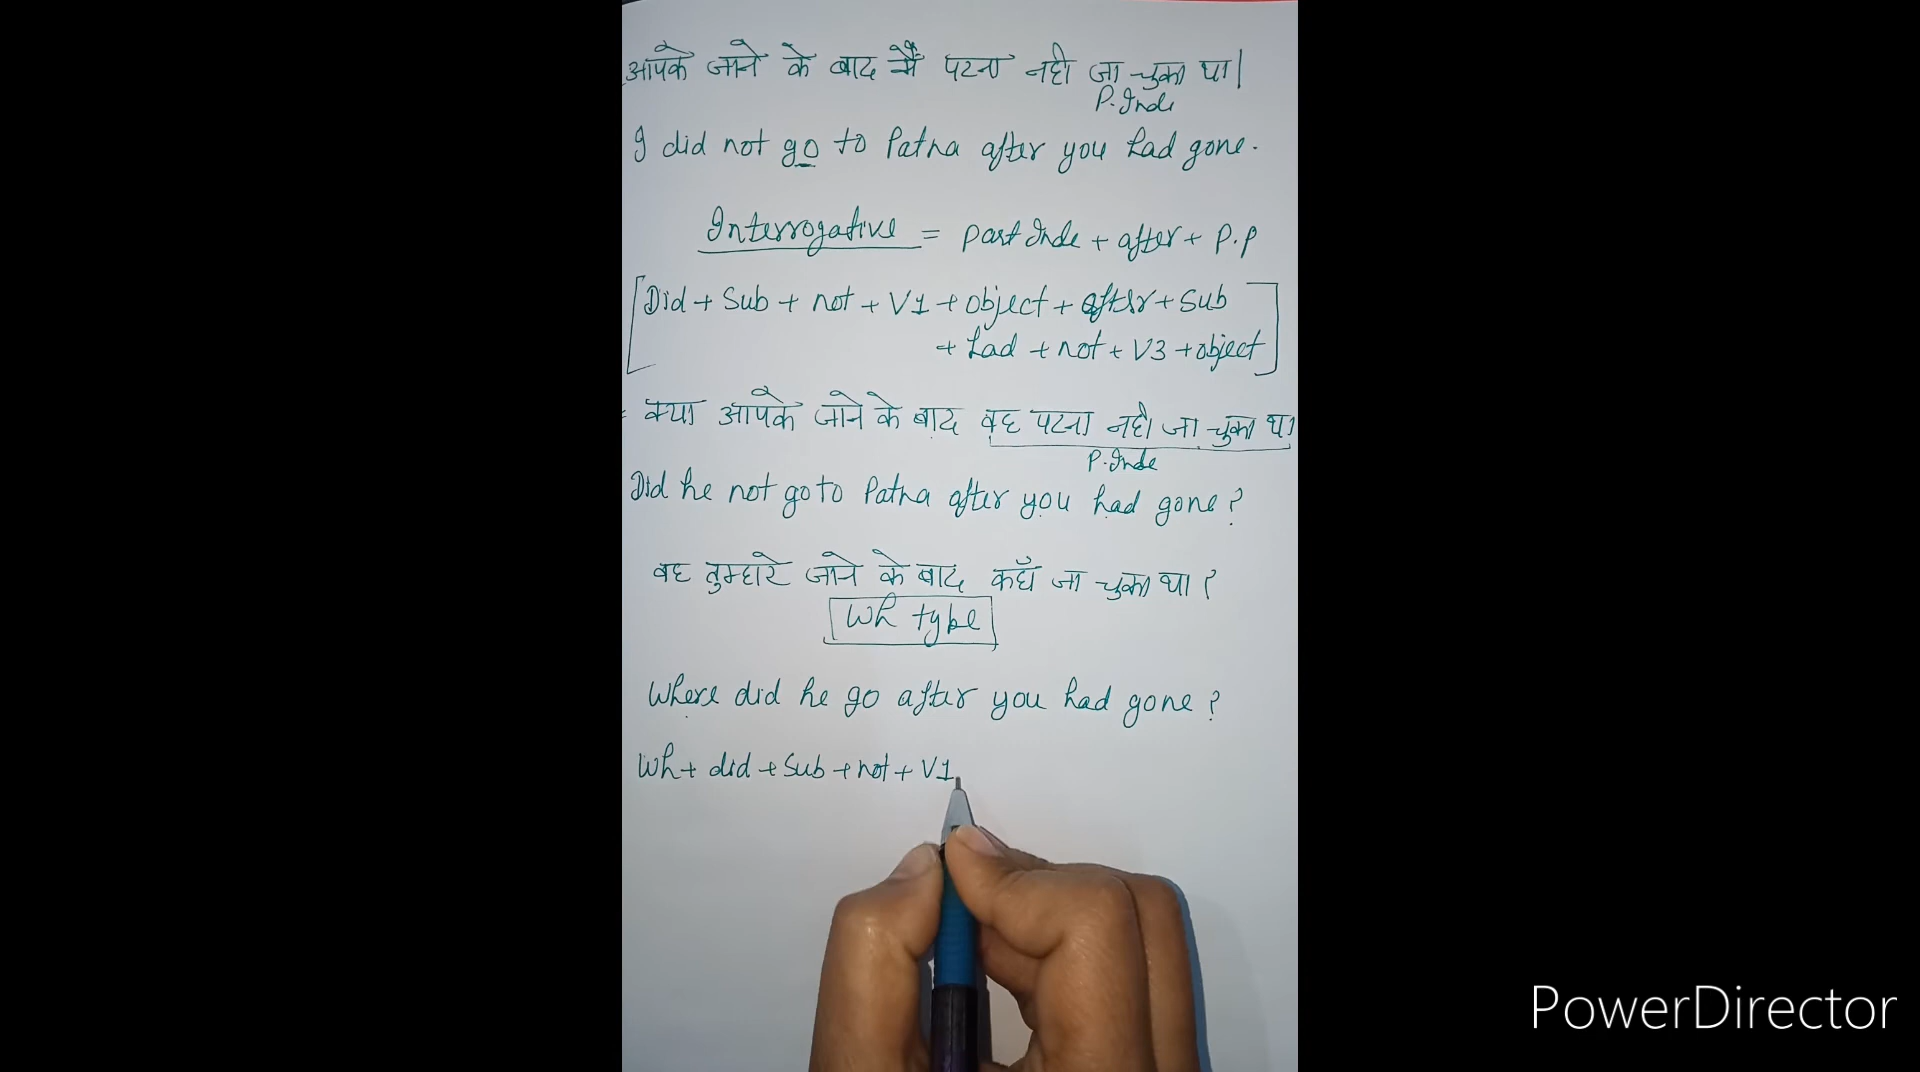 आपके जाने के बाद मैं पटना नहीं जा चुका था।
P. Inde
I did not go to Patna after you had gone.
Interrogative = Past Inde + after + P.P
[Did + Sub + not + V1 + object + after + Sub
+ had + not + V3 + object]
= क्या आपके जाने के बाद वह पटना नहीं जा चुका था
P. Inde
Did he not go to Patna after you had gone?
वह तुम्हारे जाने के बाद कहाँ जा चुका था ?
Wh type
Where did he go after you had gone?
Wh + did + Sub + not + V1
PowerDirector